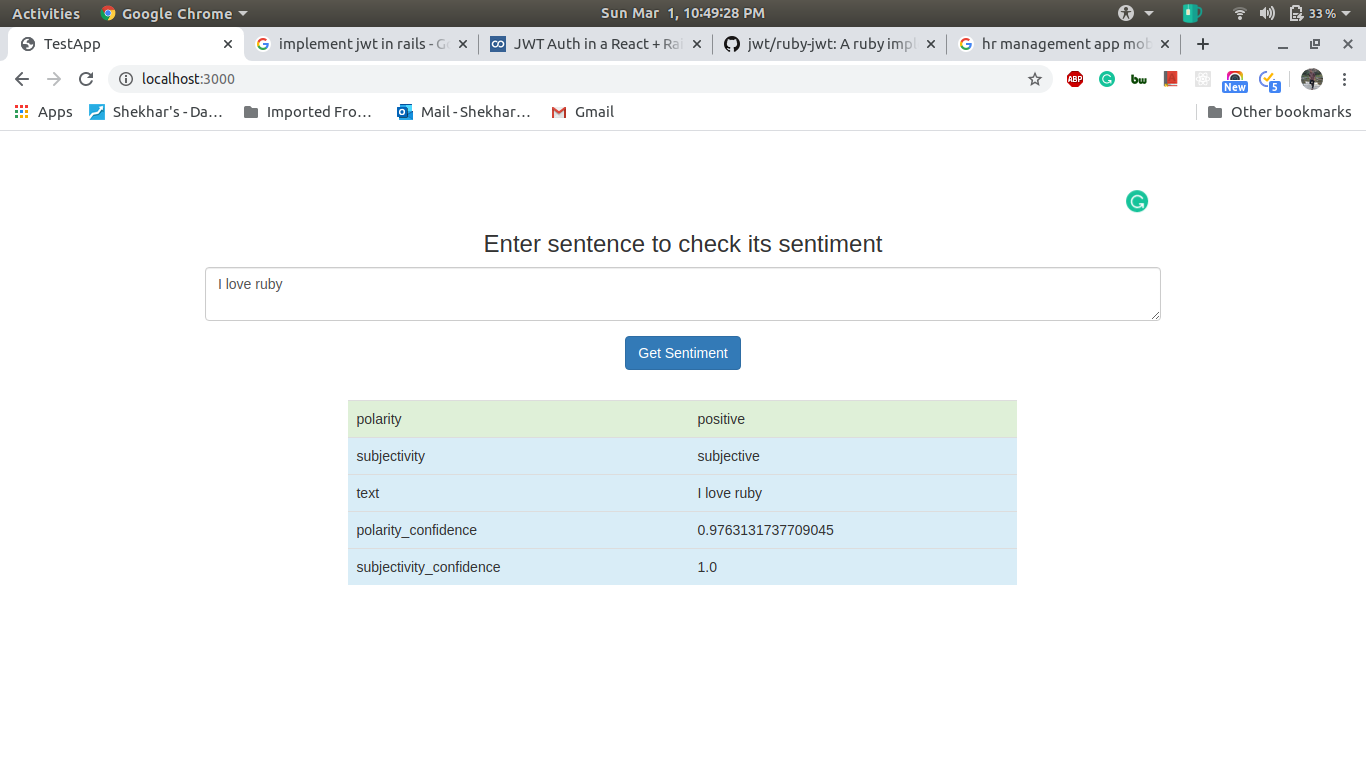 Activities Google Chrome Sun Mar 1, 10:49:28 PM 33 %
TestApp implement jwt in rails - Go JWT Auth in a React + Rai jwt/ruby-jwt: A ruby impl hr management app mob
localhost:3000 ABP bw New 5
Apps Shekhar's - Da... Imported Fro... Mail - Shekhar... Gmail Other bookmarks
Enter sentence to check its sentiment
I love ruby
Get Sentiment
polarity positive
subjectivity subjective
text I love ruby
polarity_confidence 0.9763131737709045
subjectivity_confidence 1.0